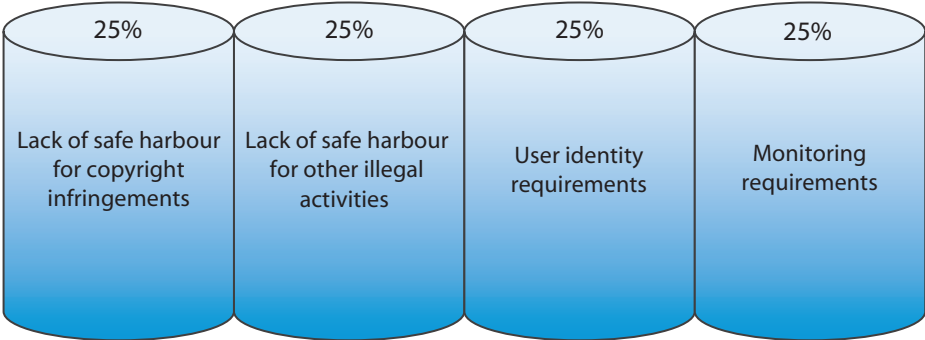 25%
Lack of safe harbour
for copyright
infringements
25%
Lack of safe harbour
for other illegal
activities
25%
User identity
requirements
25%
Monitoring
requirements